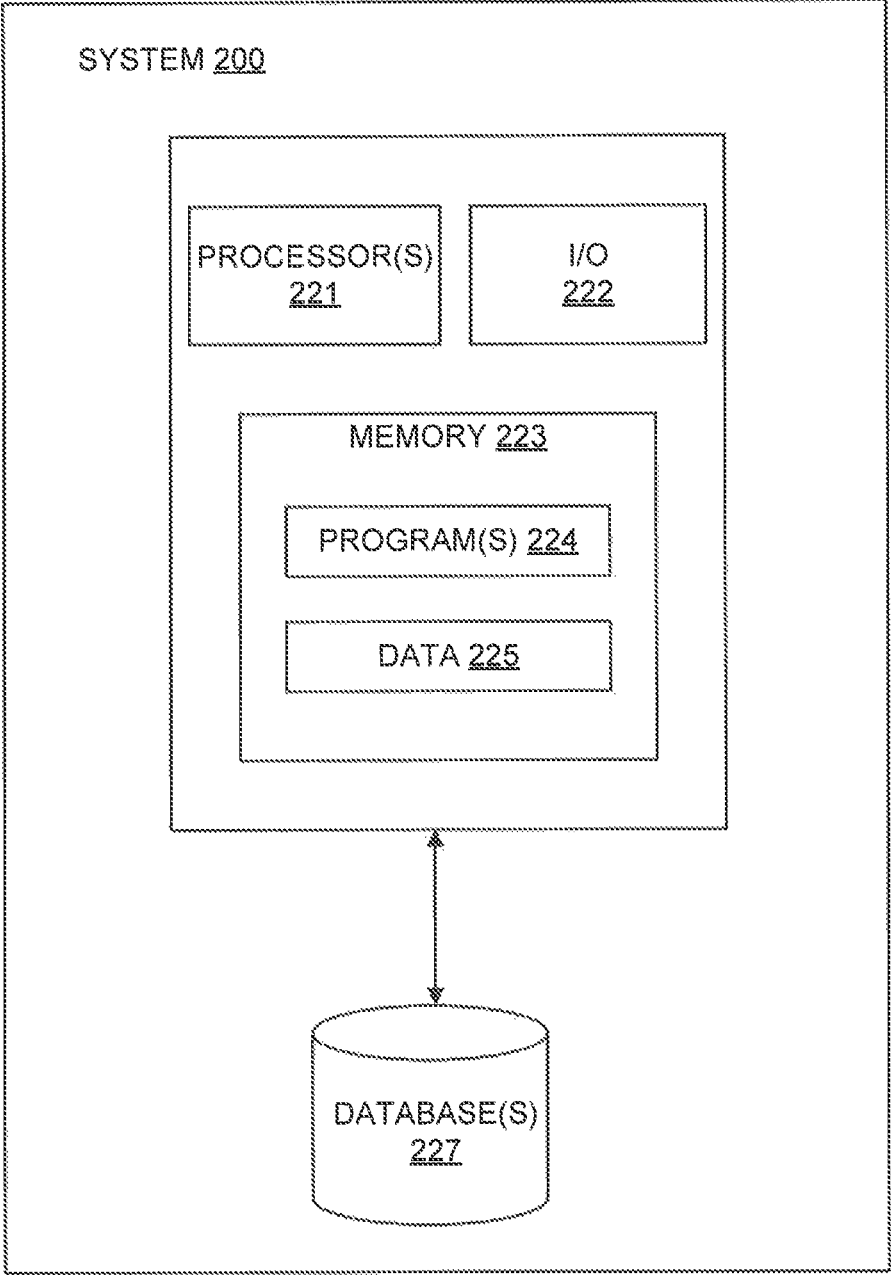 SYSTEM 200
PROCESSOR(S)
221
I/O
222
MEMORY 223
PROGRAM(S) 224
DATA 225
DATABASE(S)
227